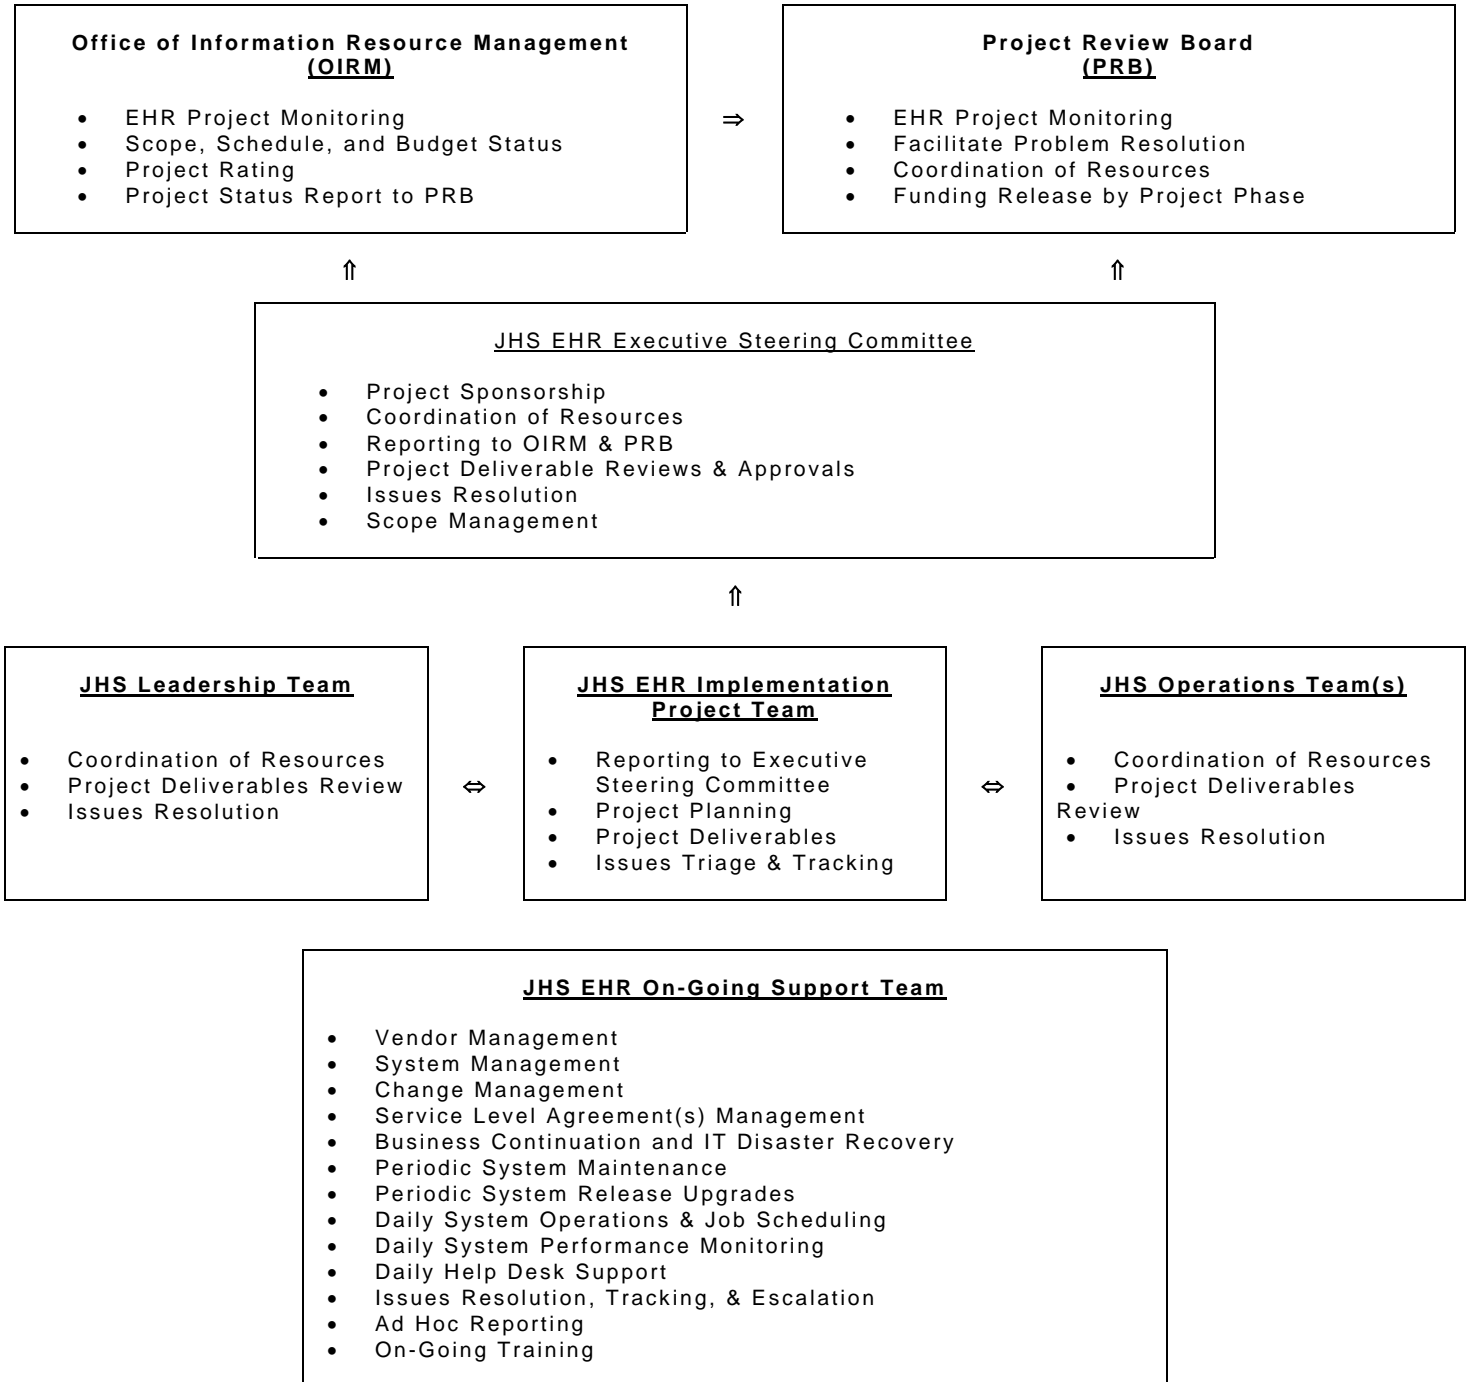 Office of Information Resource Management
(OIRM)
• EHR Project Monitoring
• Scope, Schedule, and Budget Status
• Project Rating
• Project Status Report to PRB
⇒
Project Review Board
(PRB)
• EHR Project Monitoring
• Facilitate Problem Resolution
• Coordination of Resources
• Funding Release by Project Phase
⇑
⇑
JHS EHR Executive Steering Committee
• Project Sponsorship
• Coordination of Resources
• Reporting to OIRM & PRB
• Project Deliverable Reviews & Approvals
• Issues Resolution
• Scope Management
⇑
JHS Leadership Team
• Coordination of Resources
• Project Deliverables Review
• Issues Resolution
⇔
JHS EHR Implementation
Project Team
• Reporting to Executive
Steering Committee
• Project Planning
• Project Deliverables
• Issues Triage & Tracking
⇔
JHS Operations Team(s)
• Coordination of Resources
• Project Deliverables
Review
• Issues Resolution
JHS EHR On-Going Support Team
• Vendor Management
• System Management
• Change Management
• Service Level Agreement(s) Management
• Business Continuation and IT Disaster Recovery
• Periodic System Maintenance
• Periodic System Release Upgrades
• Daily System Operations & Job Scheduling
• Daily System Performance Monitoring
• Daily Help Desk Support
• Issues Resolution, Tracking, & Escalation
• Ad Hoc Reporting
• On-Going Training